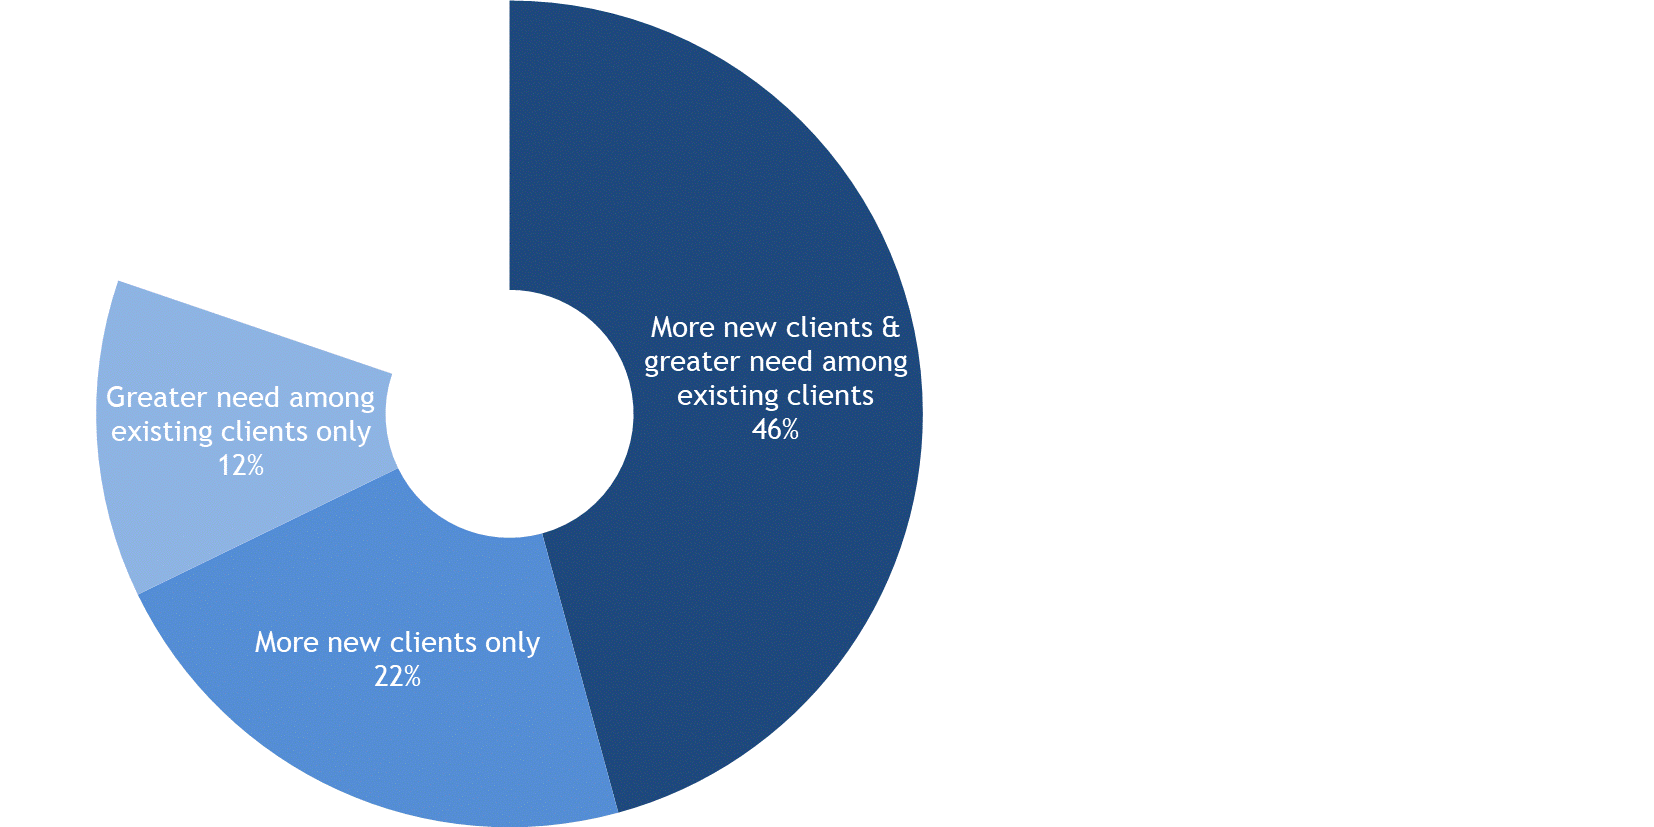 More new clients &
greater need among
existing clients
46%
Greater need among
existing clients only
12%
More new clients only
22%